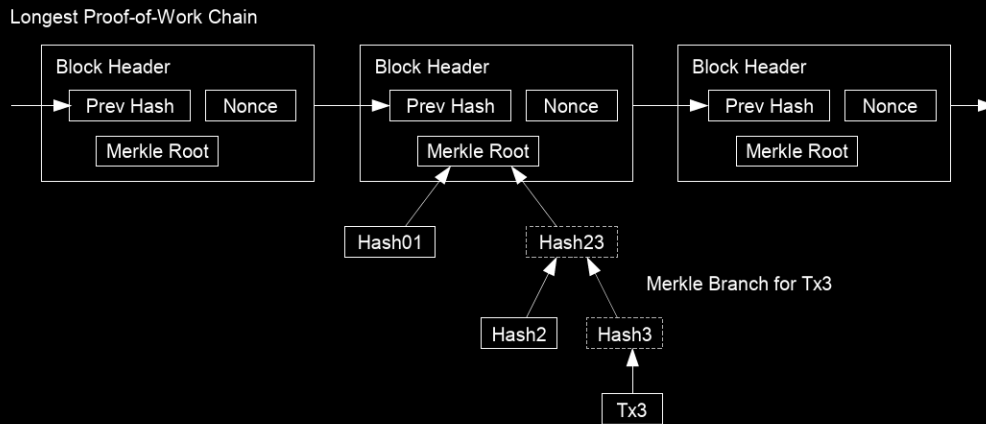 Longest Proof-of-Work Chain
Block Header
Prev Hash
Nonce
Merkle Root
Block Header
Prev Hash
Nonce
Merkle Root
Block Header
Prev Hash
Nonce
Merkle Root
Hash01
Hash23
Merkle Branch for Tx3
Hash2
Hash3
Tx3